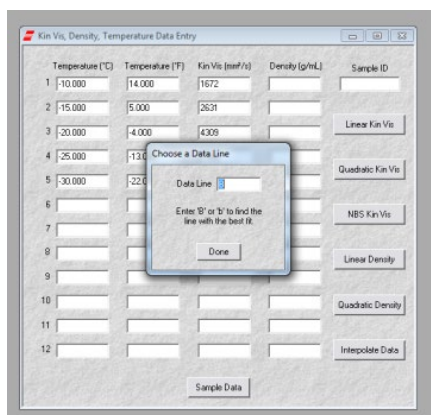 Kin Vis, Density, Temperature Data Entry
Temperature (°C) Temperature (°F) Kin Vis (mm²/s) Density (g/mL) Sample ID
1 -10.000 14.000 1672
2 -15.000 5.000 2631
3 -20.000 -4.000 4309 Linear Kin Vis
4 -25.000 -13.0
5 -30.000 -22.0 Quadratic Kin Vis
Choose a Data Line
Data Line
Enter 'B' or 'b' to find the
line with the best fit.
Done
6 NBS Kin Vis
7
8 Linear Density
9
10 Quadratic Density
11
12 Interpolate Data
Sample Data